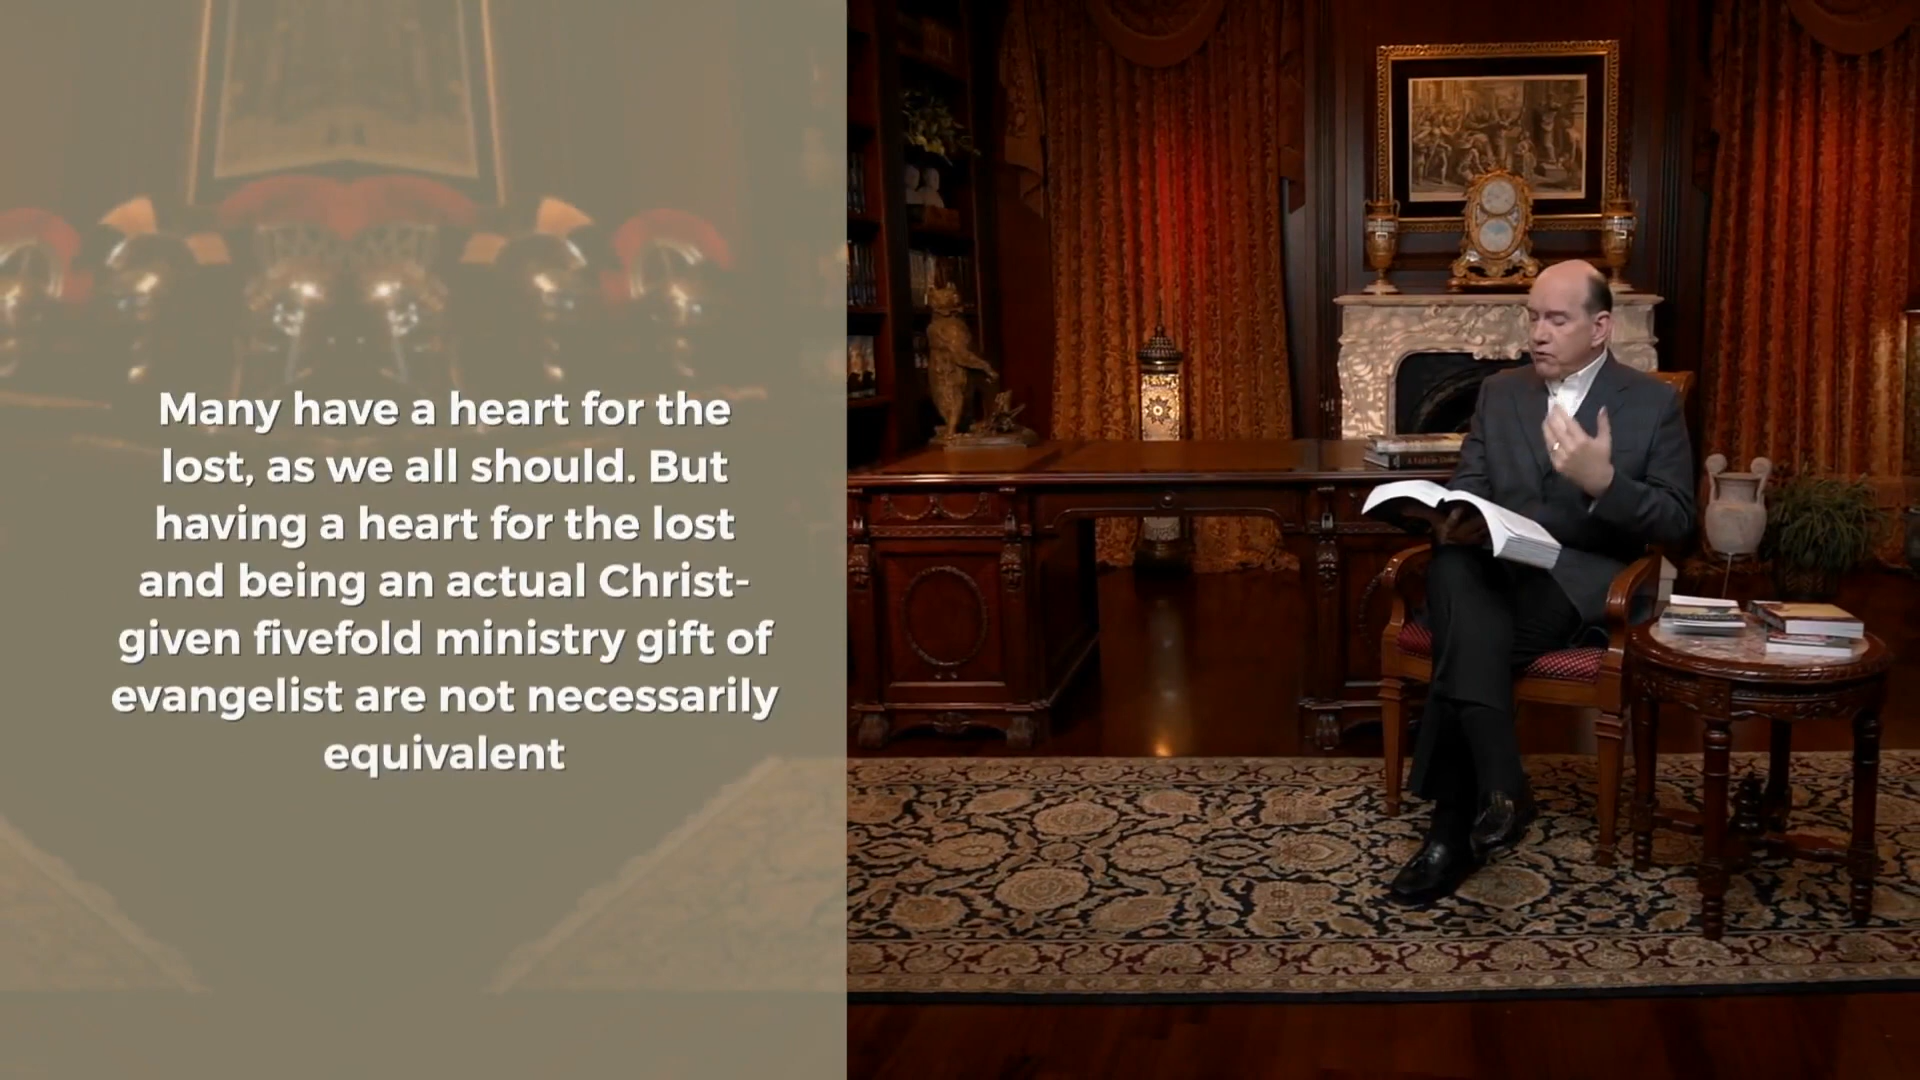 Many have a heart for the
lost, as we all should. But
having a heart for the lost
and being an actual Christ-
given fivefold ministry gift of
evangelist are not necessarily
equivalent